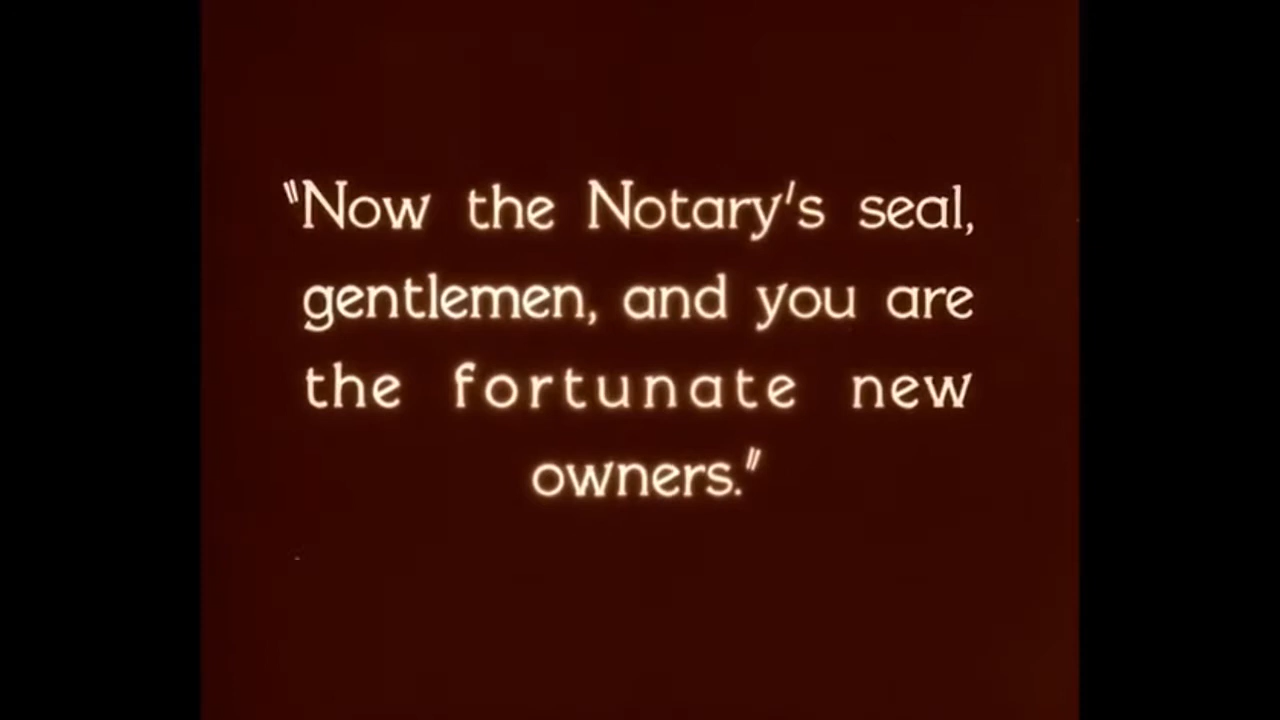 "Now the Notary's seal,
gentlemen, and you are
the fortunate new
owners."